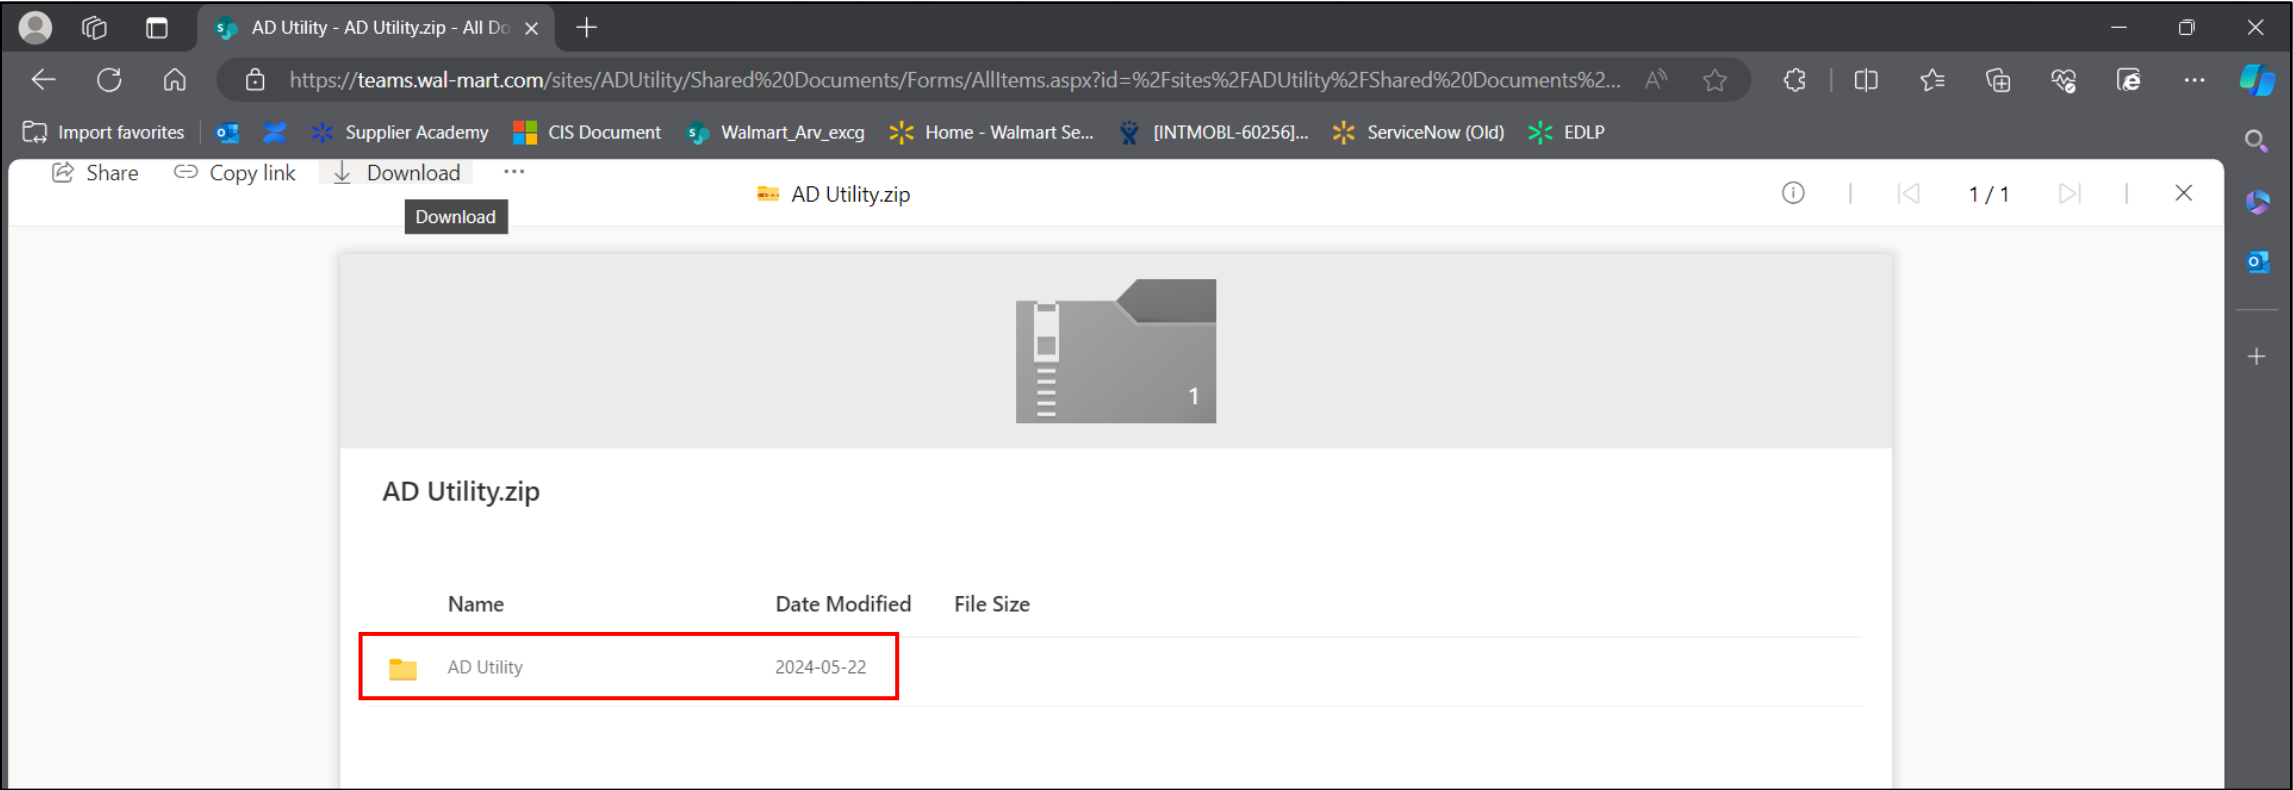 AD Utility - AD Utility.zip - All Do
https://teams.wal-mart.com/sites/ADUtility/Shared%20Documents/Forms/AllItems.aspx?id=%2Fsites%2FADUtility%2FShared%20Documents%2...
Import favorites Supplier Academy CIS Document Walmart_Arv_excg Home - Walmart Se... [INTMOBL-60256]... ServiceNow (Old) EDLP
Share Copy link Download ...
AD Utility.zip 1 / 1
Download
1
AD Utility.zip
Name Date Modified File Size
AD Utility 2024-05-22